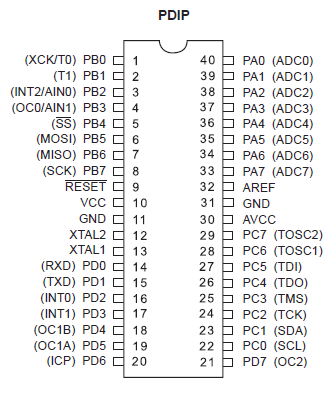 PDIP
(XCK/T0) PB0 1 40 PA0 (ADC0)
(T1) PB1 2 39 PA1 (ADC1)
(INT2/AIN0) PB2 3 38 PA2 (ADC2)
(OC0/AIN1) PB3 4 37 PA3 (ADC3)
(SS) PB4 5 36 PA4 (ADC4)
(MOSI) PB5 6 35 PA5 (ADC5)
(MISO) PB6 7 34 PA6 (ADC6)
(SCK) PB7 8 33 PA7 (ADC7)
RESET 9 32 AREF
VCC 10 31 GND
GND 11 30 AVCC
XTAL2 12 29 PC7 (TOSC2)
XTAL1 13 28 PC6 (TOSC1)
(RXD) PD0 14 27 PC5 (TDI)
(TXD) PD1 15 26 PC4 (TDO)
(INT0) PD2 16 25 PC3 (TMS)
(INT1) PD3 17 24 PC2 (TCK)
(OC1B) PD4 18 23 PC1 (SDA)
(OC1A) PD5 19 22 PC0 (SCL)
(ICP) PD6 20 21 PD7 (OC2)